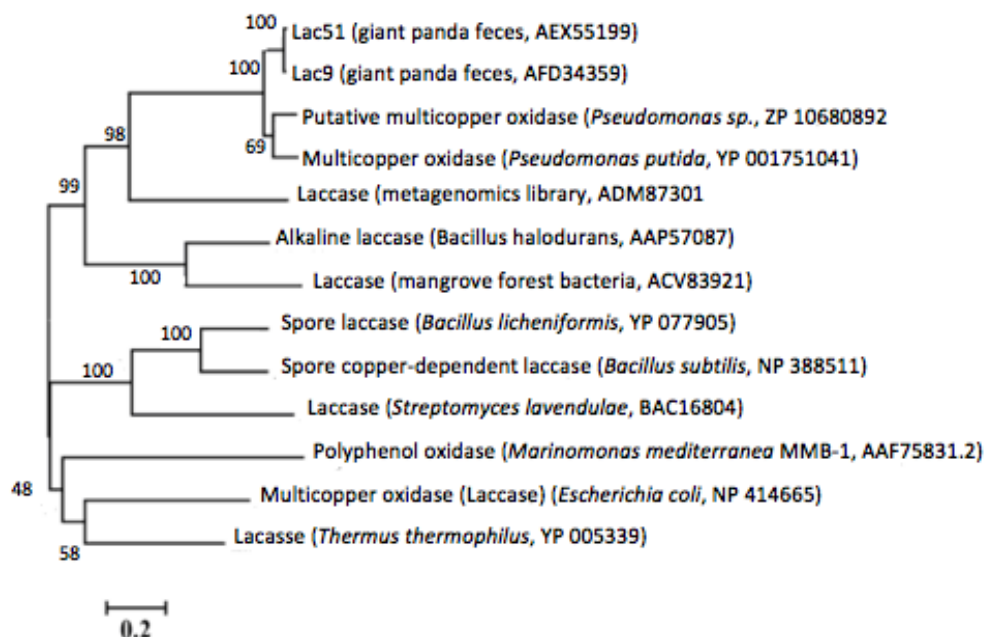 100
Lac51 (giant panda feces, AEX55199)
100
Lac9 (giant panda feces, AFD34359)
Putative multicopper oxidase (Pseudomonas sp., ZP 10680892
98
69
Multicopper oxidase (Pseudomonas putida, YP 001751041)
99
Laccase (metagenomics library, ADM87301
Alkaline laccase (Bacillus halodurans, AAP57087)
100
Laccase (mangrove forest bacteria, ACV83921)
100
Spore laccase (Bacillus licheniformis, YP 077905)
100
Spore copper-dependent laccase (Bacillus subtilis, NP 388511)
Laccase (Streptomyces lavendulae, BAC16804)
Polyphenol oxidase (Marinomonas mediterranea MMB-1, AAF75831.2)
48
Multicopper oxidase (Laccase) (Escherichia coli, NP 414665)
Lacasse (Thermus thermophilus, YP 005339)
58
0.2